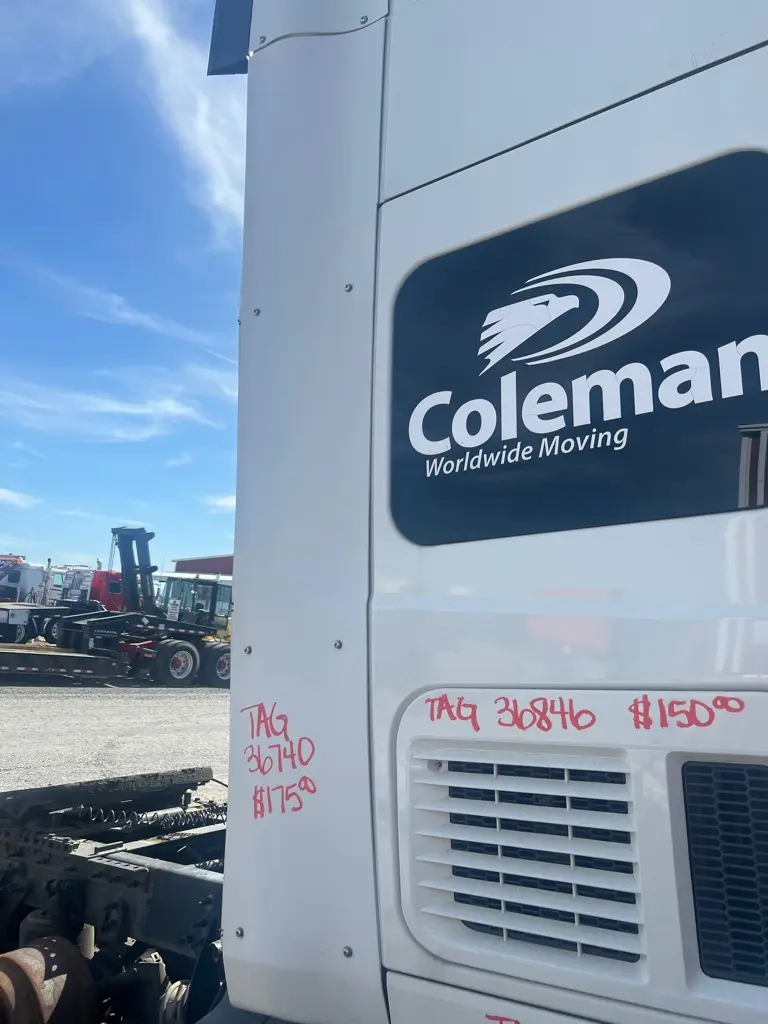 Coleman
Worldwide Moving
TAG 36846 $150⁰⁰
TAG
36740
$175⁰⁰